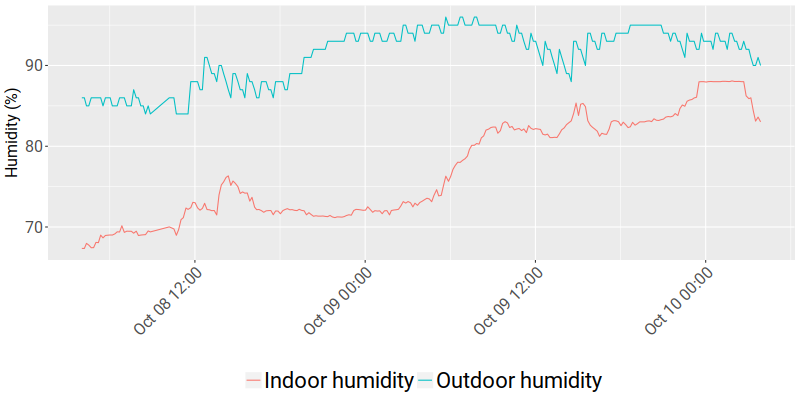 Humidity (%)
90
80
70
Oct 08 12:00
Oct 09 00:00
Oct 09 12:00
Oct 10 00:00
Indoor humidity
Outdoor humidity